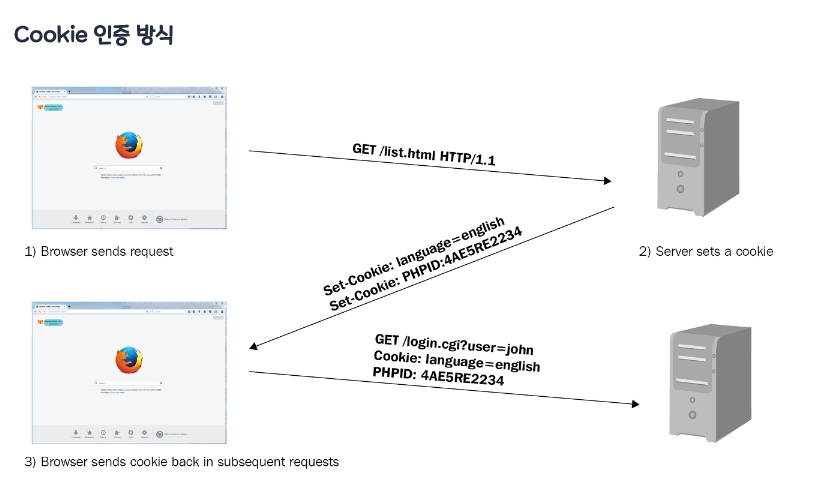 Cookie 인증 방식
GET /list.html HTTP/1.1
1) Browser sends request
2) Server sets a cookie
Set-Cookie: language=english
Set-Cookie: PHPID:4AE5RE2234
GET /login.cgi?user=john
Cookie: language=english
PHPID: 4AE5RE2234
3) Browser sends cookie back in subsequent requests